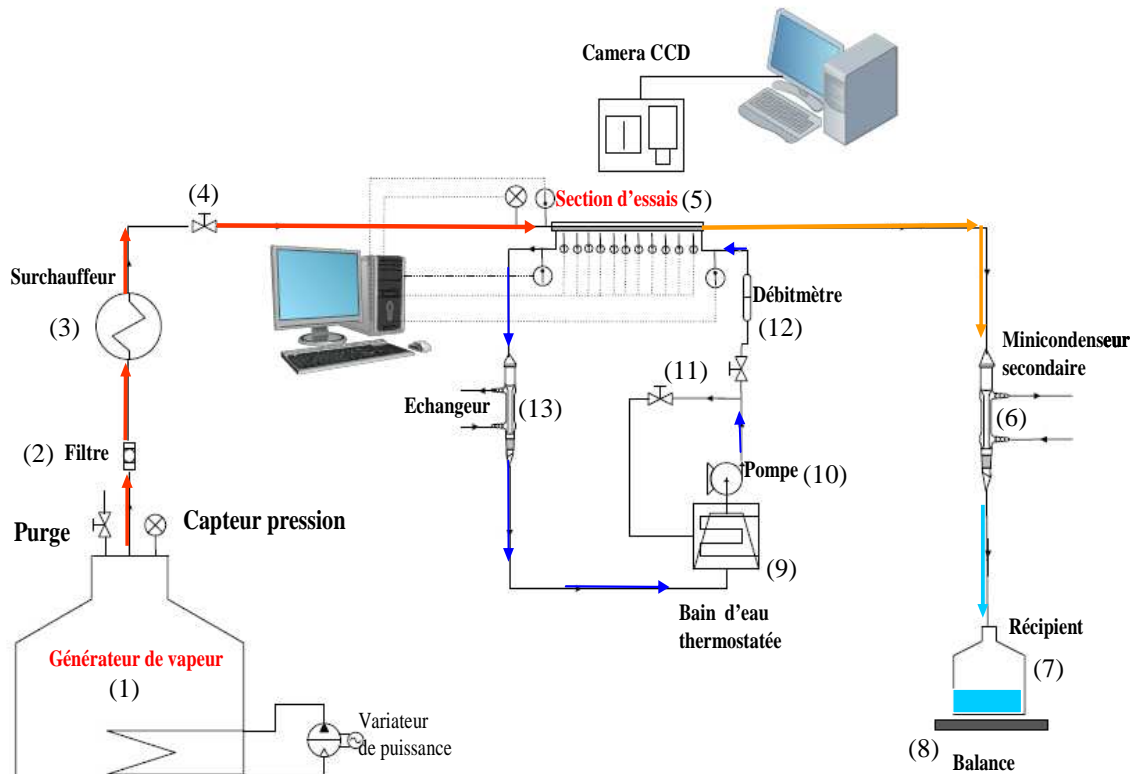 Camera CCD
(4)
Section d'essais (5)
Surchauffeur
(3)
Débitmètre
(12)
Minicondenseur
secondaire
(6)
(11)
Echangeur
(13)
(2) Filtre
Pompe (10)
Purge
Capteur pression
(9)
Bain d'eau
thermostatée
Récipient
(7)
Générateur de vapeur
(1)
Variateur
de puissance
(8)
Balance